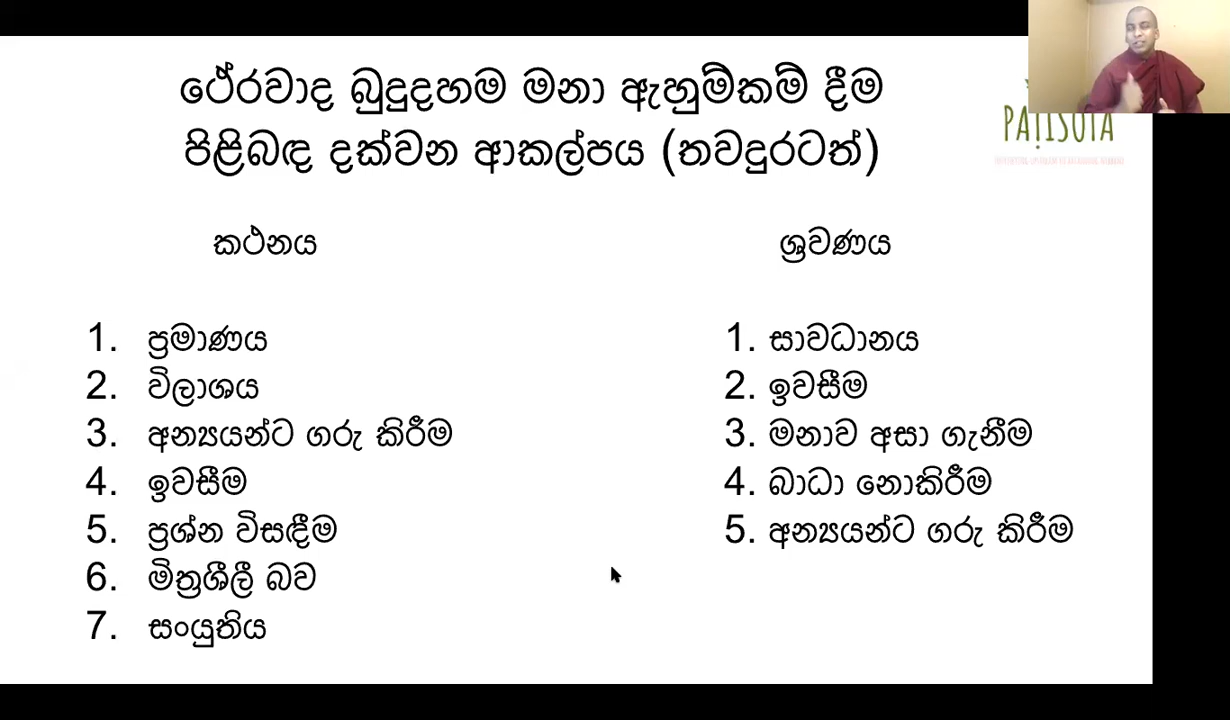 ථේරවාද බුදුදහම මනා ඇහුම්කම් දීම
පිළිබඳ දක්වන ආකල්පය (තවදුරටත්)
PAṬISOTA
කථනය
1. ප්‍රමාණය
2. විලාශය
3. අන්‍යයන්ට ගරු කිරීම
4. ඉවසීම
5. ප්‍රශ්න විසඳීම
6. මිත්‍රශීලී බව
7. සංයුතිය
ශ්‍රවණය
1. සාවධානය
2. ඉවසීම
3. මනාව අසා ගැනීම
4. බාධා නොකිරීම
5. අන්‍යයන්ට ගරු කිරීම